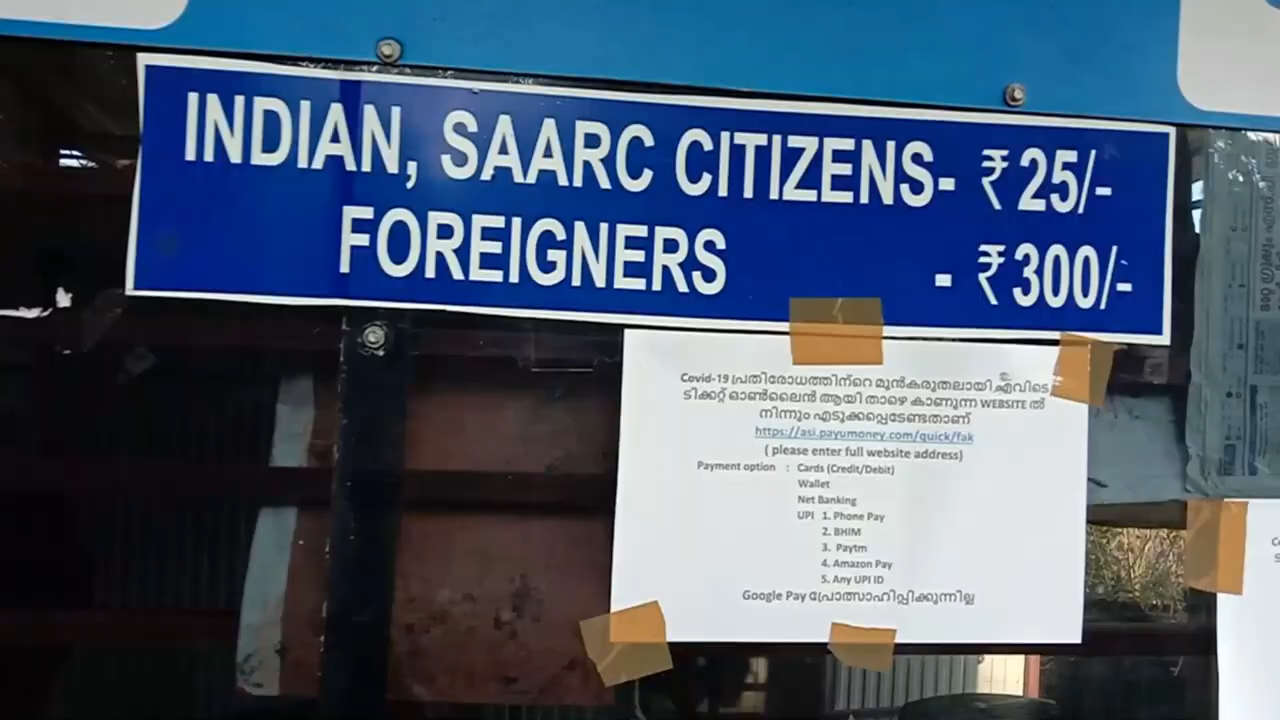 INDIAN, SAARC CITIZENS- ₹25/-
FOREIGNERS - ₹300/-
Covid-19 പ്രതിരോധത്തിന്റെ മുൻകരുതലായി എവിടെ
ടിക്കറ്റ് ഓൺലൈൻ ആയി താഴെ കാണുന്ന WEBSITE ൽ
നിന്നും എടുക്കപ്പെടേണ്ടതാണ്
https://asi.payumoney.com/quick/fak
( please enter full website address)
Payment option : Cards (Credit/Debit)
Wallet
Net Banking
UPI 1. Phone Pay
2. BHIM
3. Paytm
4. Amazon Pay
5. Any UPI ID
Google Pay പ്രോത്സാഹിപ്പിക്കുന്നില്ല